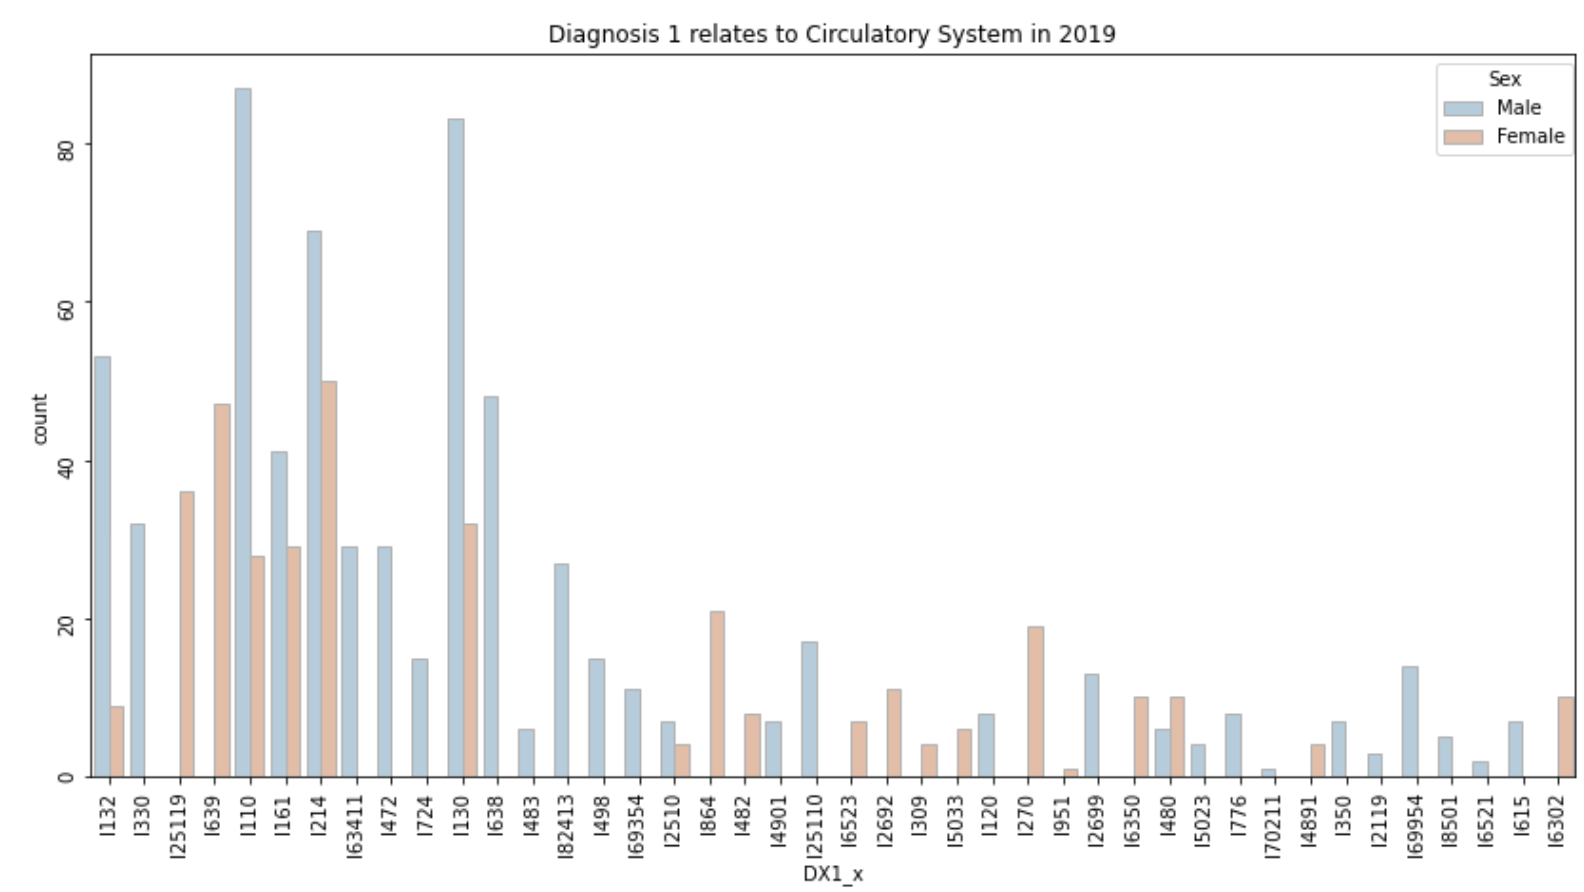 Diagnosis 1 relates to Circulatory System in 2019
Sex
Male
Female
count
80
60
40
20
0
I132
I330
I25119
I639
I110
I161
I214
I63411
I472
I724
I130
I638
I483
I82413
I498
I69354
I2510
I864
I482
I4901
I25110
I6523
I2692
I309
I5033
I120
I270
I951
I2699
I6350
I480
I5023
I776
I70211
I4891
I350
I21119
I69954
I8501
I6521
I615
I6302
DX1_x